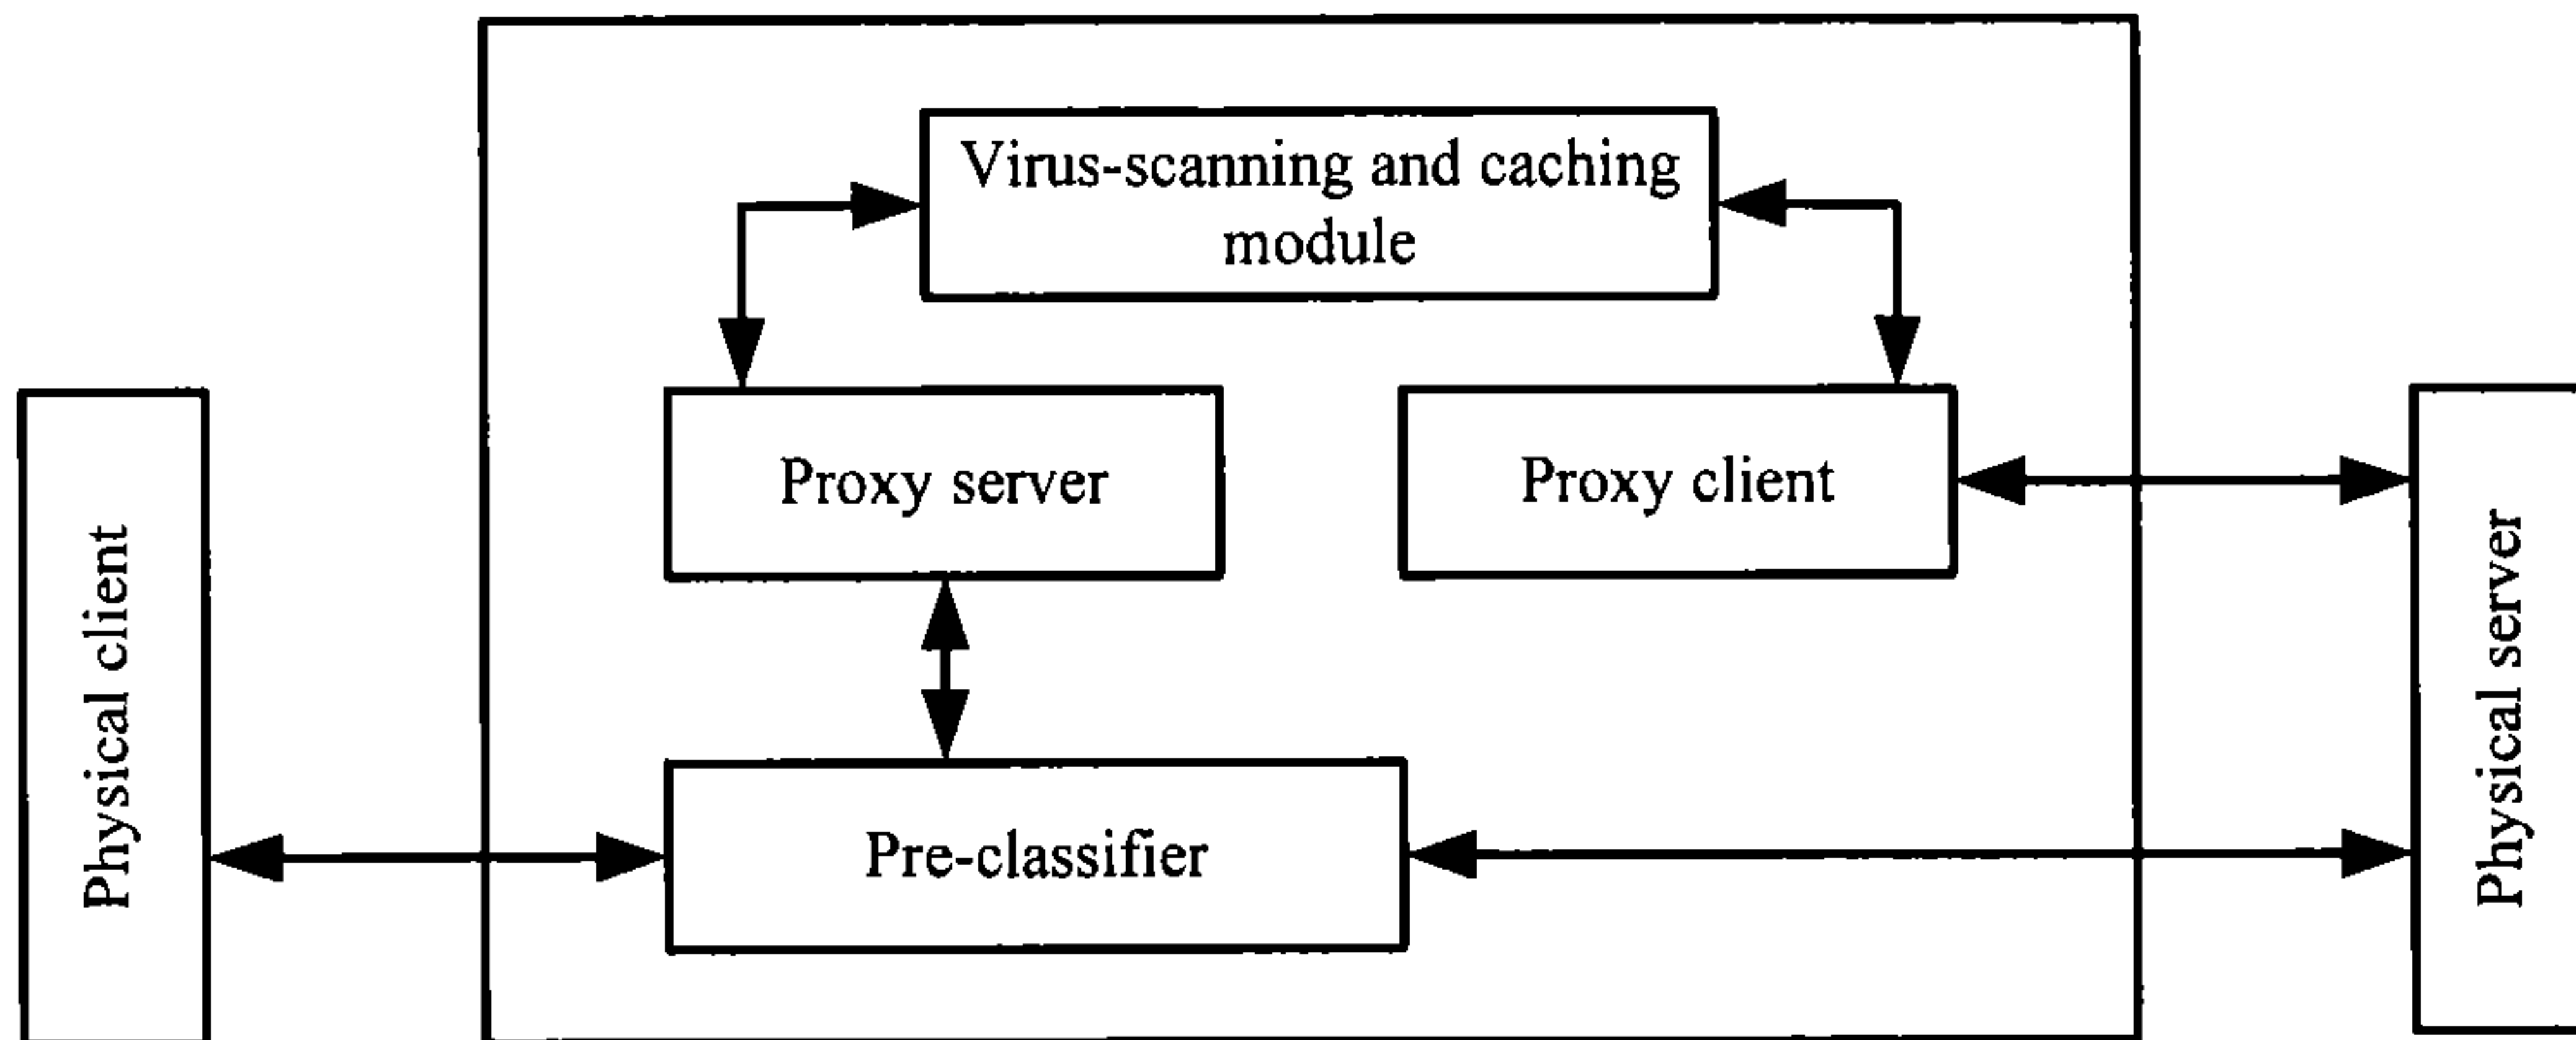 Virus-scanning and caching
module
Proxy server
Proxy client
Physical client
Physical server
Pre-classifier